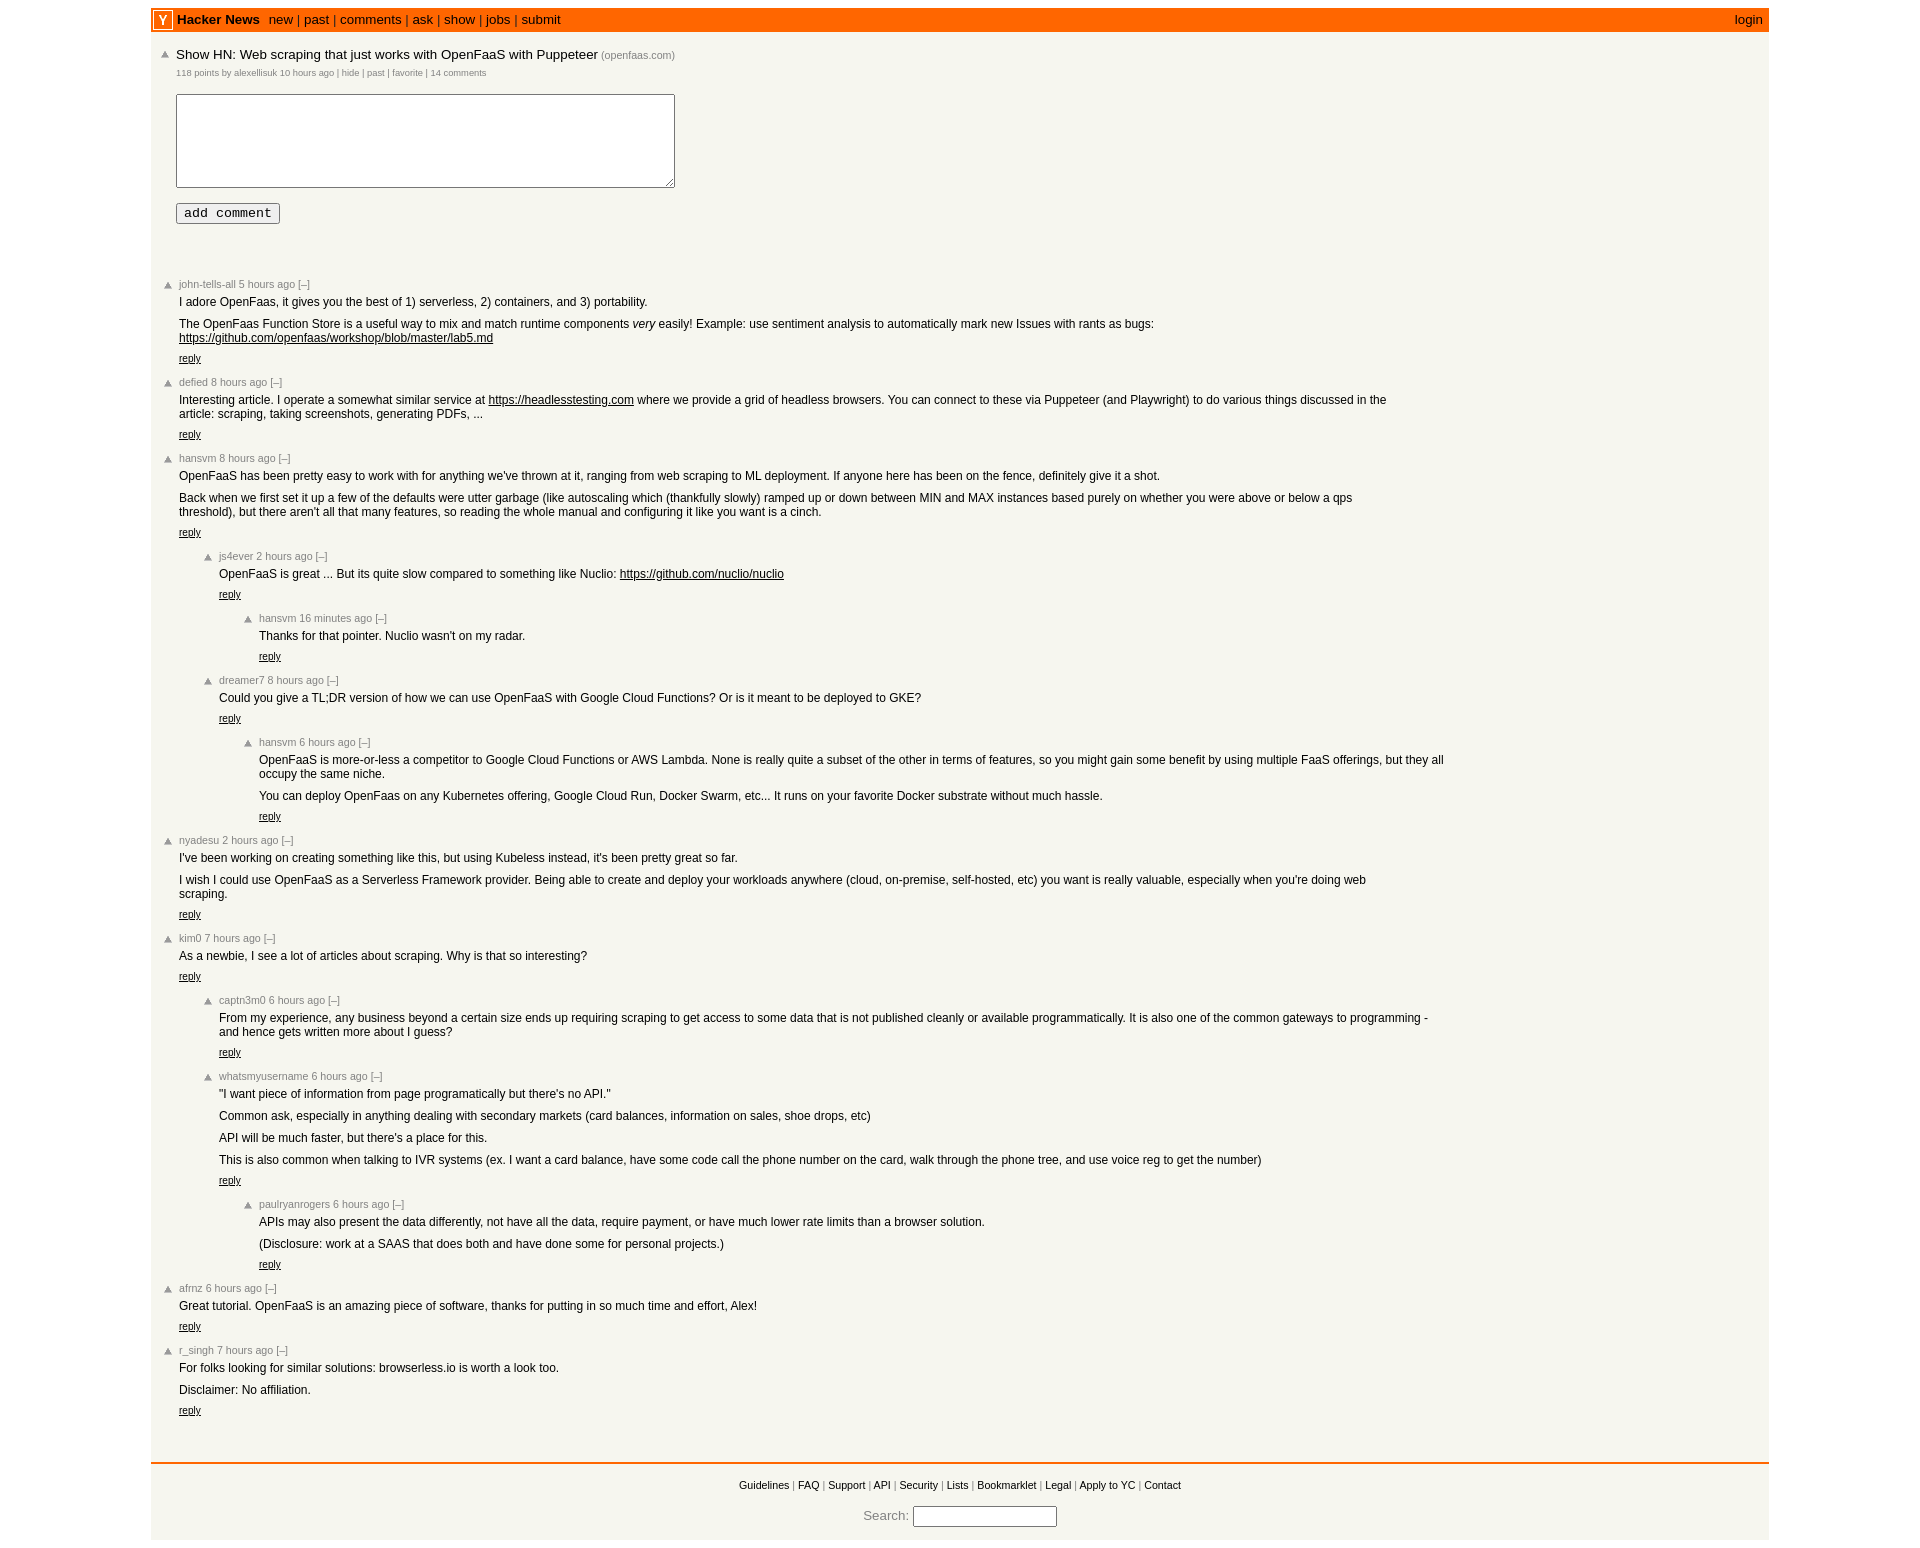 Y Hacker News new | past | comments | ask | show | jobs | submit login
Show HN: Web scraping that just works with OpenFaaS with Puppeteer (openfaas.com)
118 points by alexellisuk 10 hours ago | hide | past | favorite | 14 comments
add comment
john-tells-all 5 hours ago [–]
I adore OpenFaas, it gives you the best of 1) serverless, 2) containers, and 3) portability.
The OpenFaas Function Store is a useful way to mix and match runtime components very easily! Example: use sentiment analysis to automatically mark new Issues with rants as bugs:
https://github.com/openfaas/workshop/blob/master/lab5.md
reply
defied 8 hours ago [–]
Interesting article. I operate a somewhat similar service at https://headlesstesting.com where we provide a grid of headless browsers. You can connect to these via Puppeteer (and Playwright) to do various things discussed in the
article: scraping, taking screenshots, generating PDFs, ...
reply
hansvm 8 hours ago [–]
OpenFaaS has been pretty easy to work with for anything we've thrown at it, ranging from web scraping to ML deployment. If anyone here has been on the fence, definitely give it a shot.
Back when we first set it up a few of the defaults were utter garbage (like autoscaling which (thankfully slowly) ramped up or down between MIN and MAX instances based purely on whether you were above or below a qps
threshold), but there aren't all that many features, so reading the whole manual and configuring it like you want is a cinch.
reply
js4ever 2 hours ago [–]
OpenFaaS is great ... But its quite slow compared to something like Nuclio: https://github.com/nuclio/nuclio
reply
hansvm 16 minutes ago [–]
Thanks for that pointer. Nuclio wasn't on my radar.
reply
dreamer7 8 hours ago [–]
Could you give a TL;DR version of how we can use OpenFaaS with Google Cloud Functions? Or is it meant to be deployed to GKE?
reply
hansvm 6 hours ago [–]
OpenFaaS is more-or-less a competitor to Google Cloud Functions or AWS Lambda. None is really quite a subset of the other in terms of features, so you might gain some benefit by using multiple FaaS offerings, but they all
occupy the same niche.
You can deploy OpenFaas on any Kubernetes offering, Google Cloud Run, Docker Swarm, etc... It runs on your favorite Docker substrate without much hassle.
reply
nyadesu 2 hours ago [–]
I've been working on creating something like this, but using Kubeless instead, it's been pretty great so far.
I wish I could use OpenFaaS as a Serverless Framework provider. Being able to create and deploy your workloads anywhere (cloud, on-premise, self-hosted, etc) you want is really valuable, especially when you're doing web
scraping.
reply
kim0 7 hours ago [–]
As a newbie, I see a lot of articles about scraping. Why is that so interesting?
reply
captn3m0 6 hours ago [–]
From my experience, any business beyond a certain size ends up requiring scraping to get access to some data that is not published cleanly or available programmatically. It is also one of the common gateways to programming -
and hence gets written more about I guess?
reply
whatsmyusername 6 hours ago [–]
"I want piece of information from page programatically but there's no API."
Common ask, especially in anything dealing with secondary markets (card balances, information on sales, shoe drops, etc)
API will be much faster, but there's a place for this.
This is also common when talking to IVR systems (ex. I want a card balance, have some code call the phone number on the card, walk through the phone tree, and use voice reg to get the number)
reply
paulryanrogers 6 hours ago [–]
APIs may also present the data differently, not have all the data, require payment, or have much lower rate limits than a browser solution.
(Disclosure: work at a SAAS that does both and have done some for personal projects.)
reply
afrnz 6 hours ago [–]
Great tutorial. OpenFaaS is an amazing piece of software, thanks for putting in so much time and effort, Alex!
reply
r_singh 7 hours ago [–]
For folks looking for similar solutions: browserless.io is worth a look too.
Disclaimer: No affiliation.
reply
Guidelines | FAQ | Support | API | Security | Lists | Bookmarklet | Legal | Apply to YC | Contact
Search: